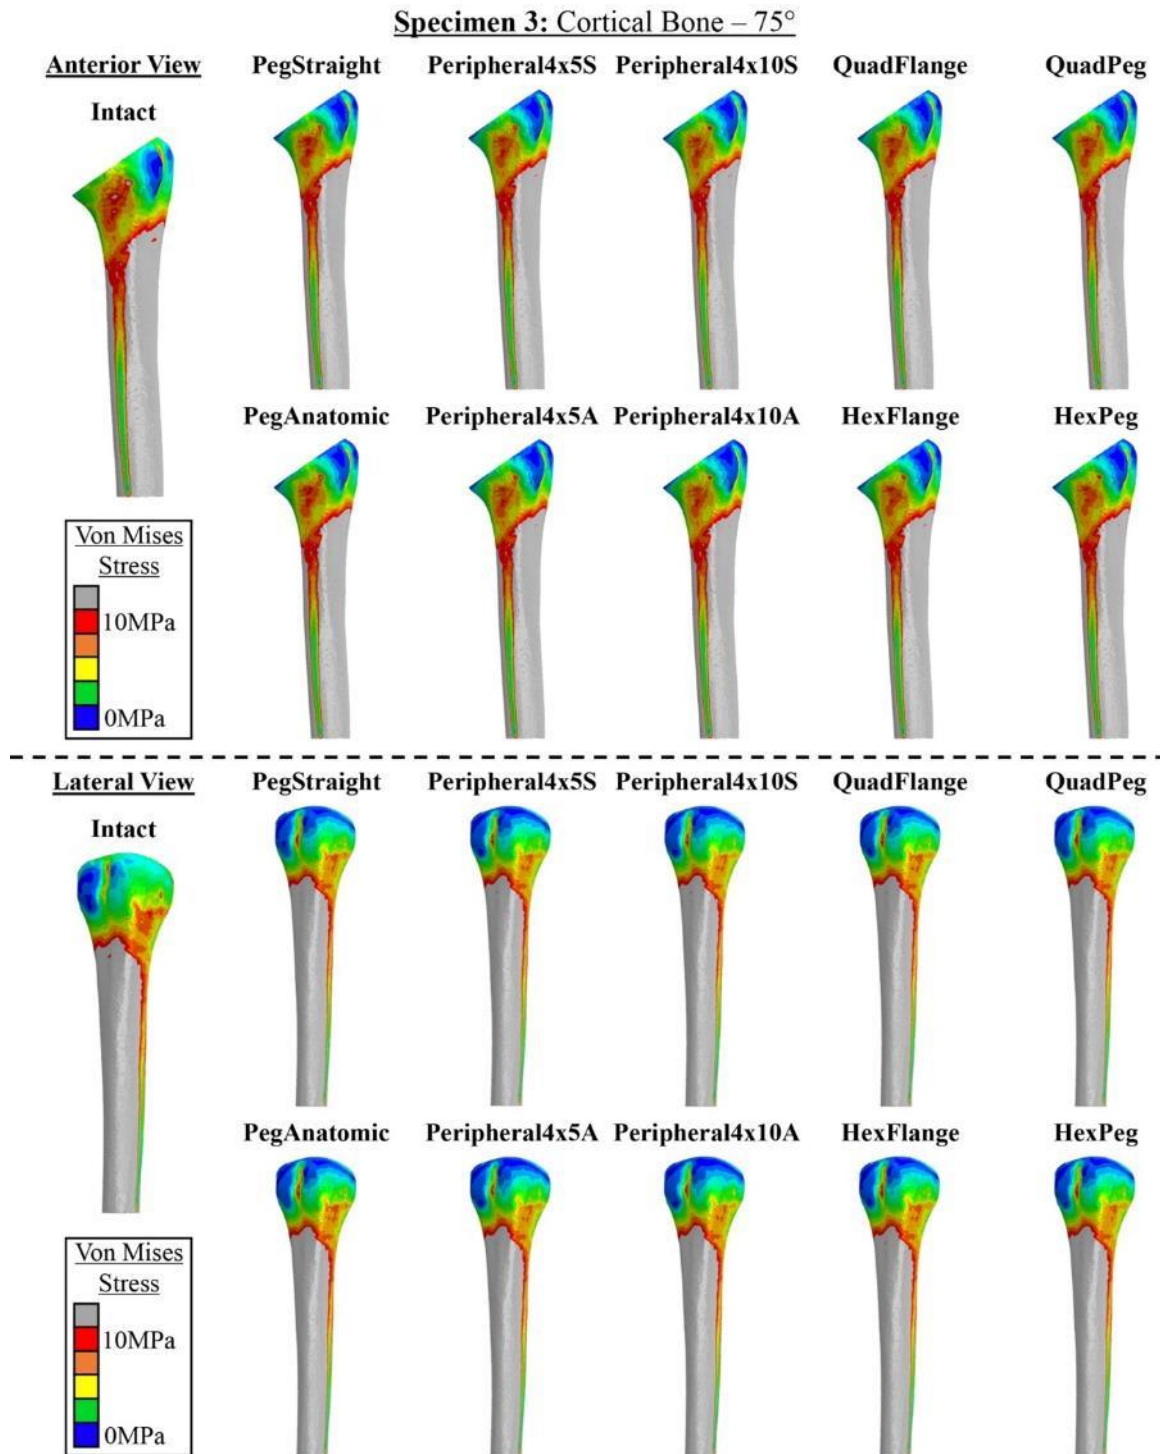 Specimen 3: Cortical Bone – 75°
Anterior View
PegStraight
Peripheral4x5S
Peripheral4x10S
QuadFlange
QuadPeg
Intact
PegAnatomic
Peripheral4x5A
Peripheral4x10A
HexFlange
HexPeg
Von Mises
Stress
10MPa
0MPa
Lateral View
PegStraight
Peripheral4x5S
Peripheral4x10S
QuadFlange
QuadPeg
Intact
PegAnatomic
Peripheral4x5A
Peripheral4x10A
HexFlange
HexPeg
Von Mises
Stress
10MPa
0MPa